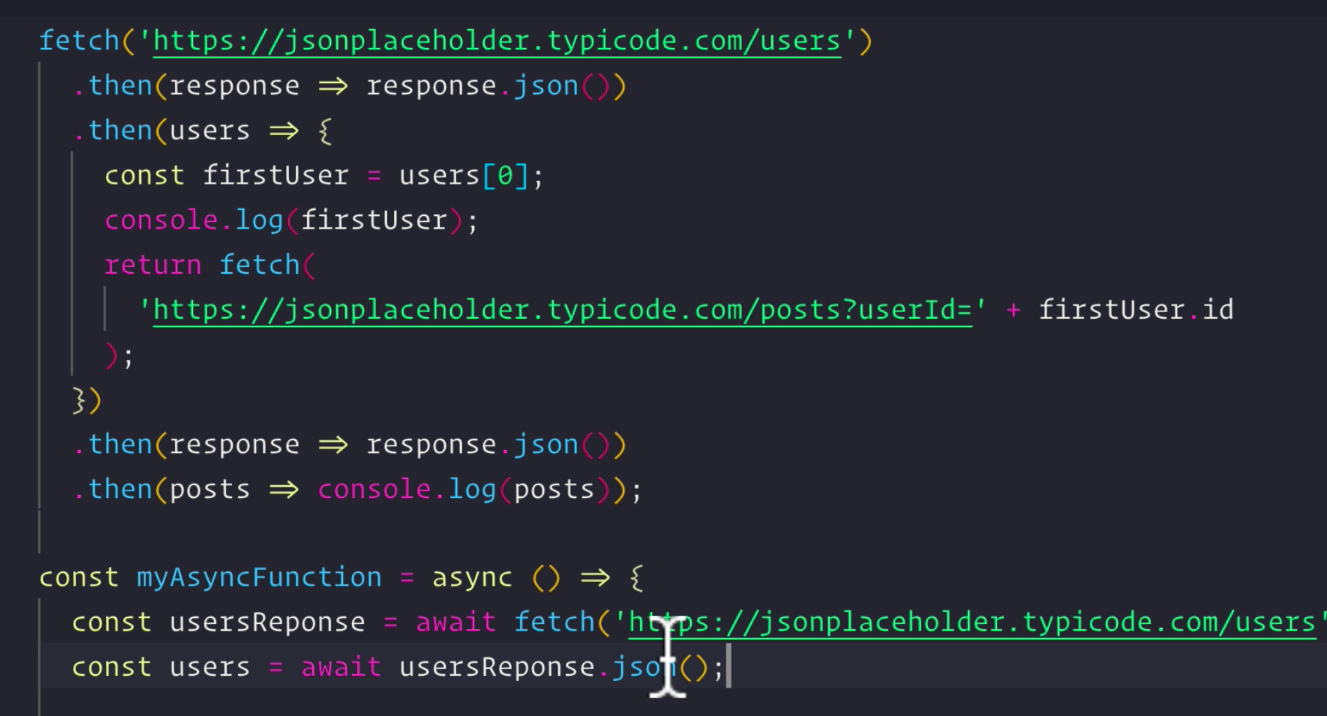 fetch('https://jsonplaceholder.typicode.com/users')
.then(response => response.json())
.then(users => {
const firstUser = users[0];
console.log(firstUser);
return fetch(
'https://jsonplaceholder.typicode.com/posts?userId=' + firstUser.id
);
})
.then(response => response.json())
.then(posts => console.log(posts));
const myAsyncFunction = async () => {
const usersReponse = await fetch('https://jsonplaceholder.typicode.com/users'
const users = await usersReponse.json();